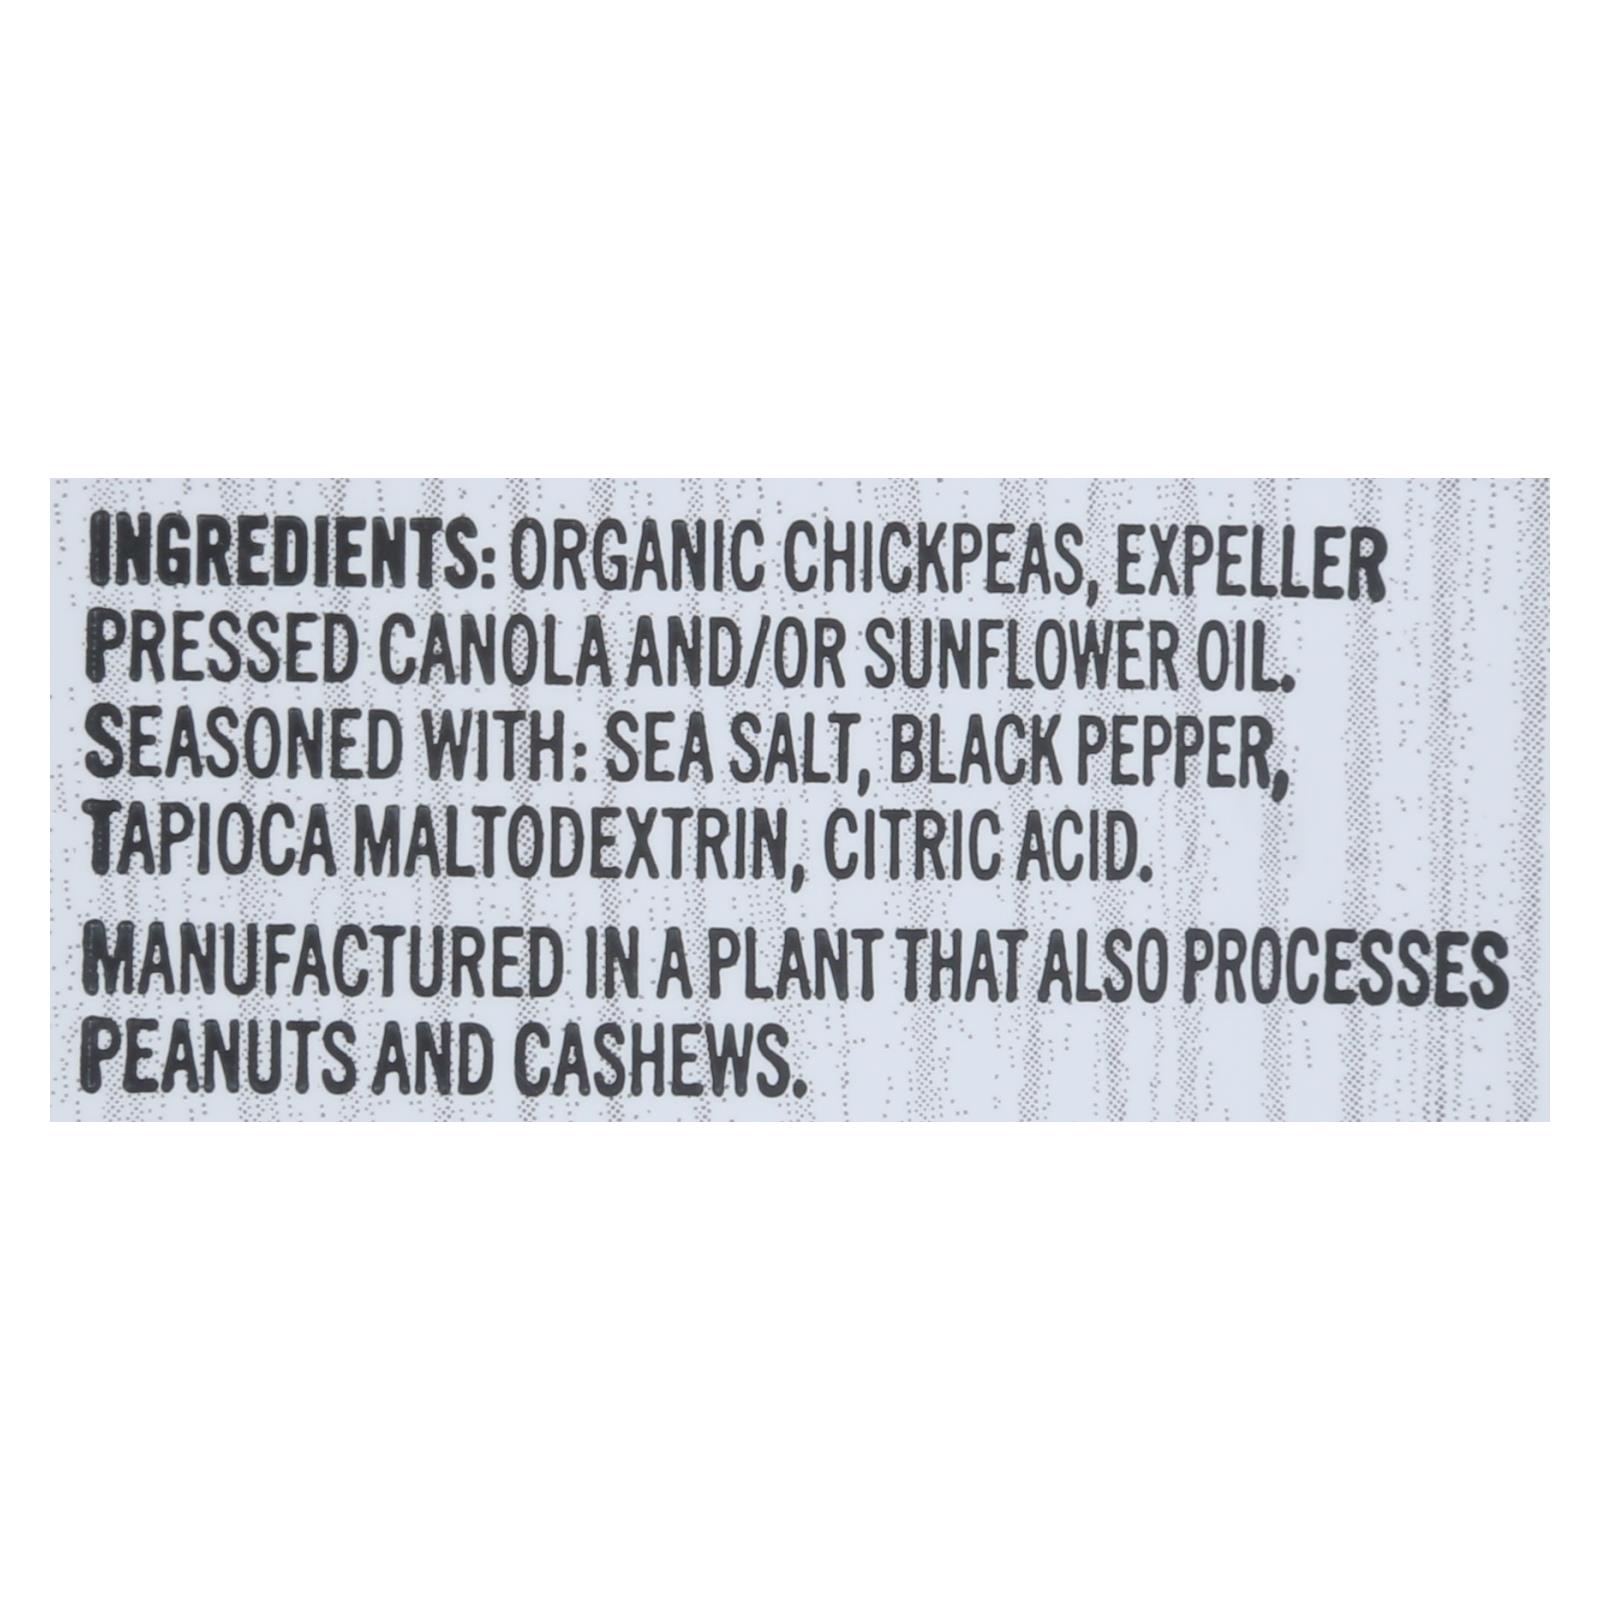 INGREDIENTS: ORGANIC CHICKPEAS, EXPELLER
PRESSED CANOLA AND/OR SUNFLOWER OIL.
SEASONED WITH: SEA SALT, BLACK PEPPER,
TAPIOCA MALTODEXTRIN, CITRIC ACID.
MANUFACTURED IN A PLANT THAT ALSO PROCESSES
PEANUTS AND CASHEWS.